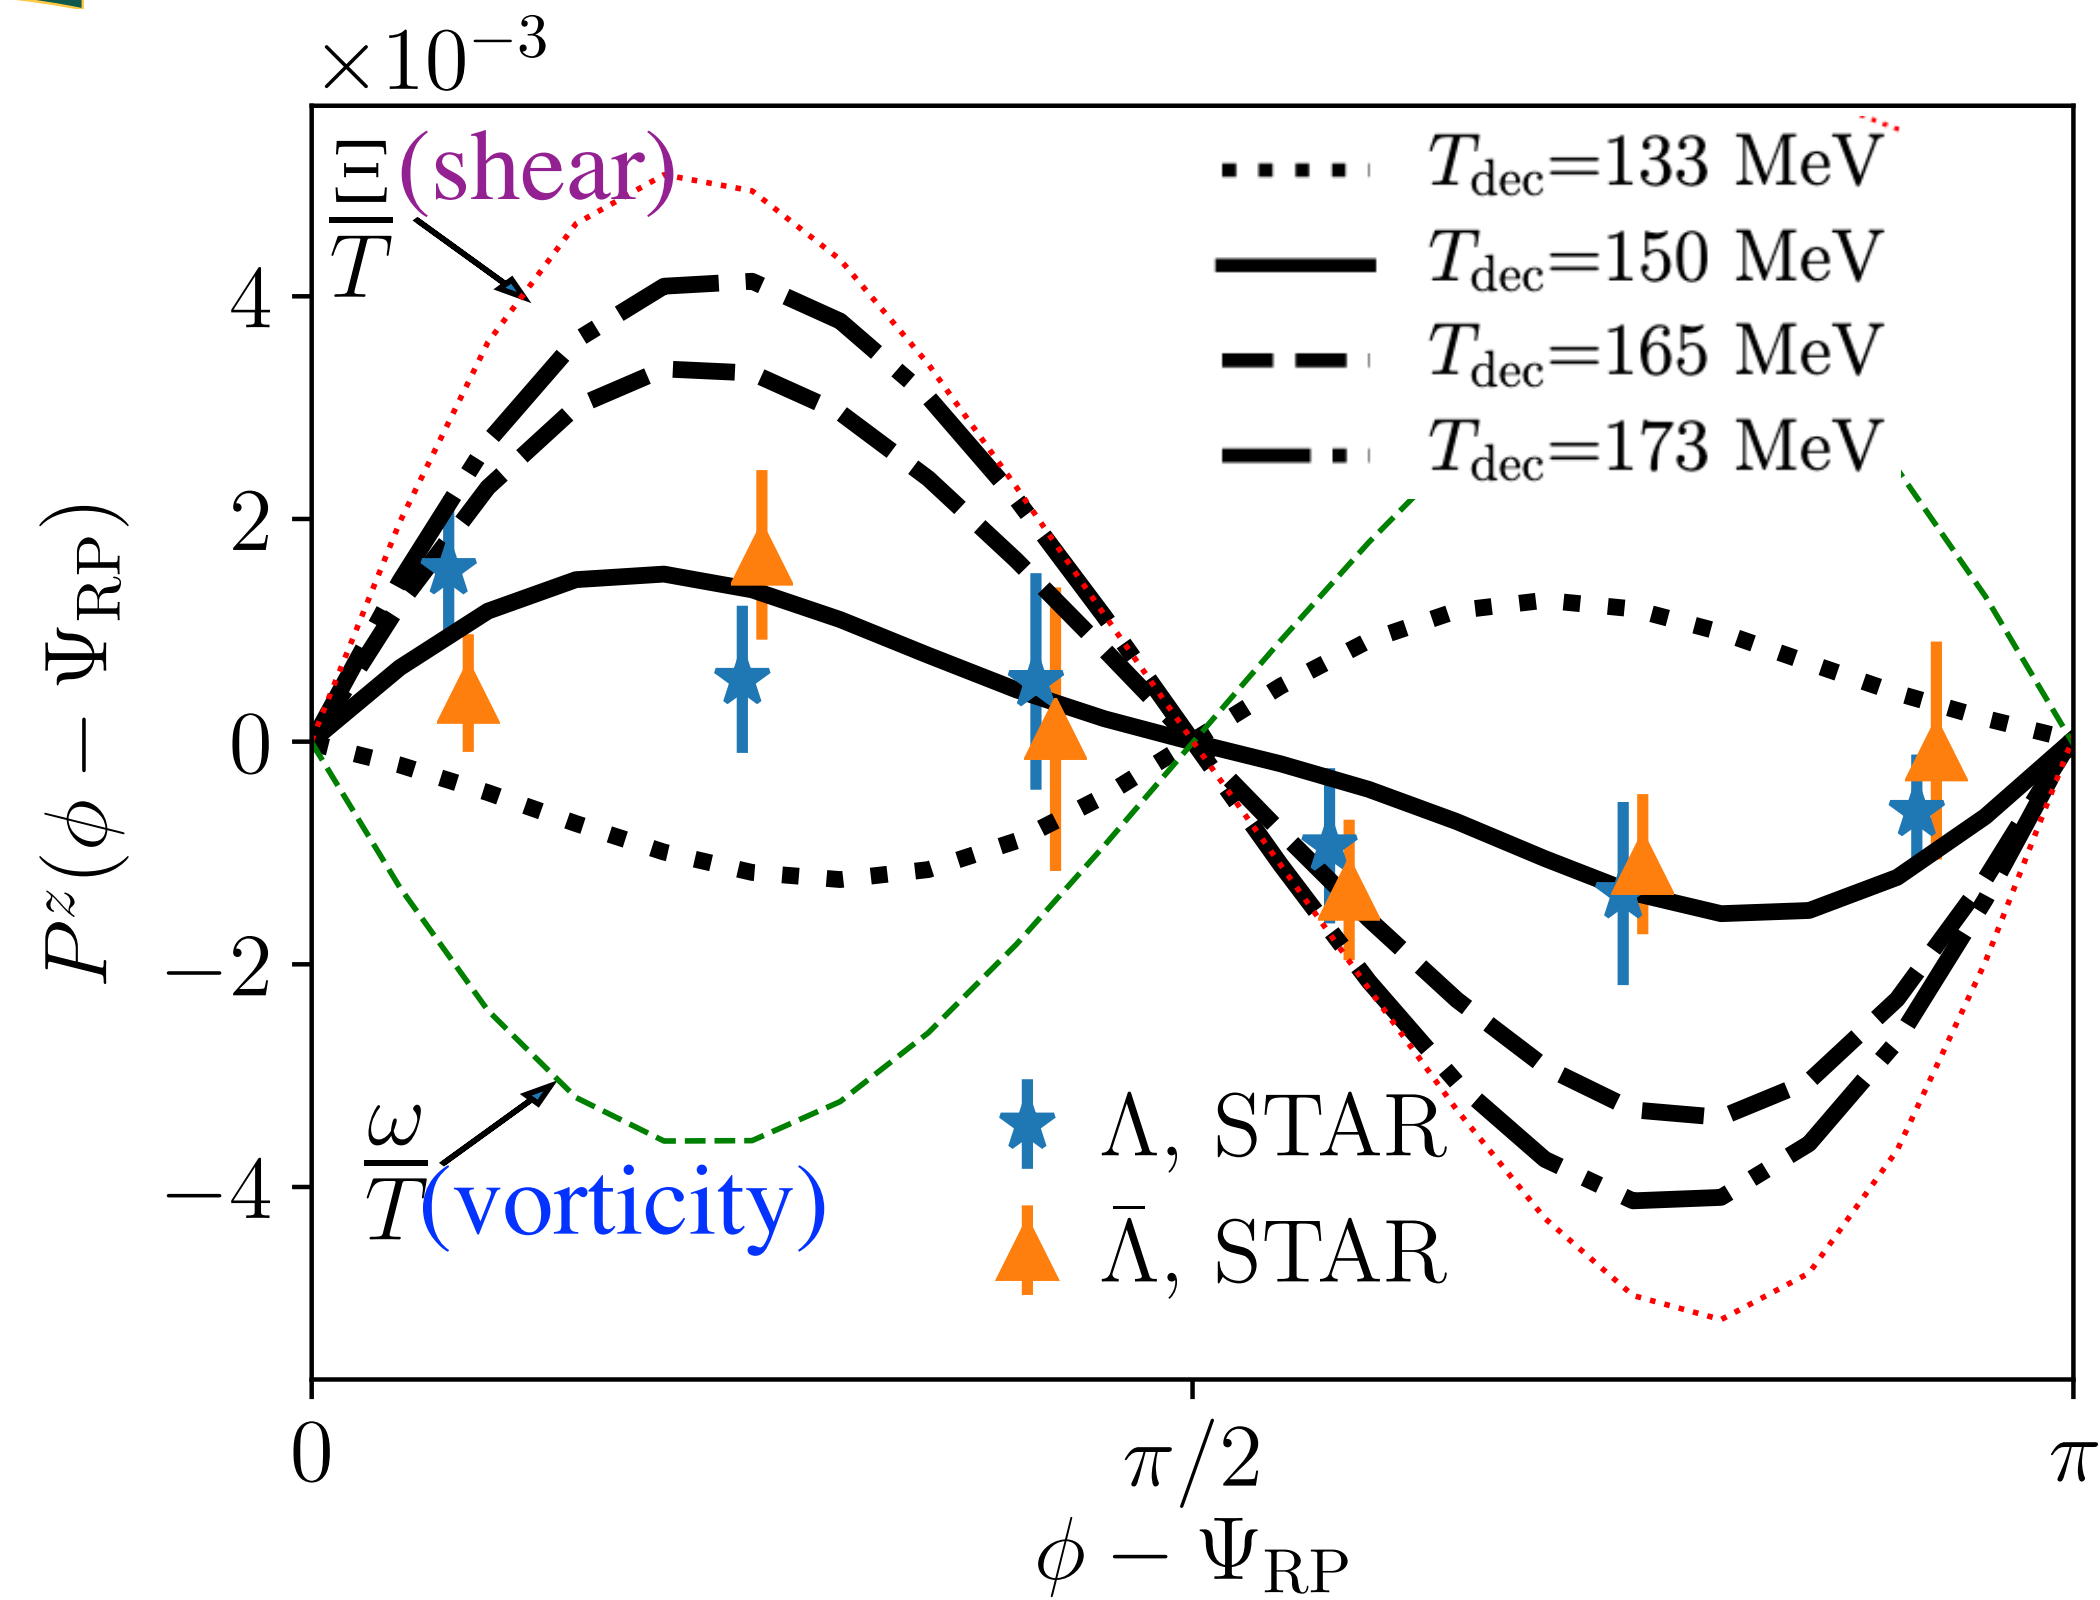 ×10⁻³
Ξ/T (shear)
T_dec=133 MeV
T_dec=150 MeV
T_dec=165 MeV
T_dec=173 MeV
4
2
0
−2
−4
P^z(ϕ − Ψ_RP)
ω/T (vorticity)
Λ, STAR
Λ̄, STAR
0
π/2
π
ϕ − Ψ_RP